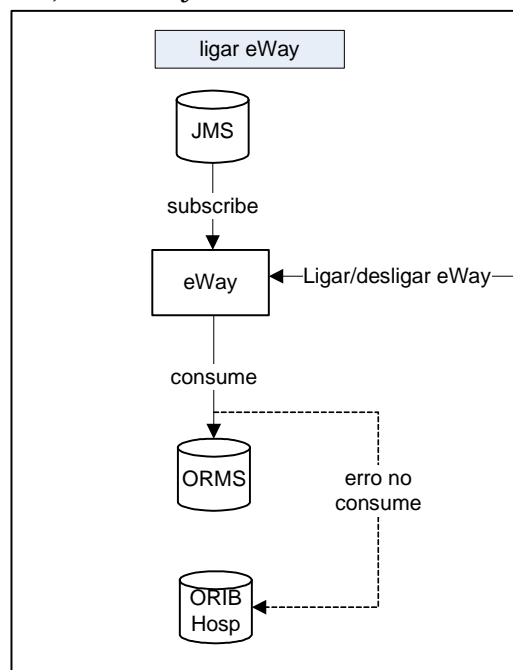 ligar eWay
JMS
subscribe
eWay
Ligar/desligar eWay
consume
ORMS
erro no
consume
ORIB
Hosp